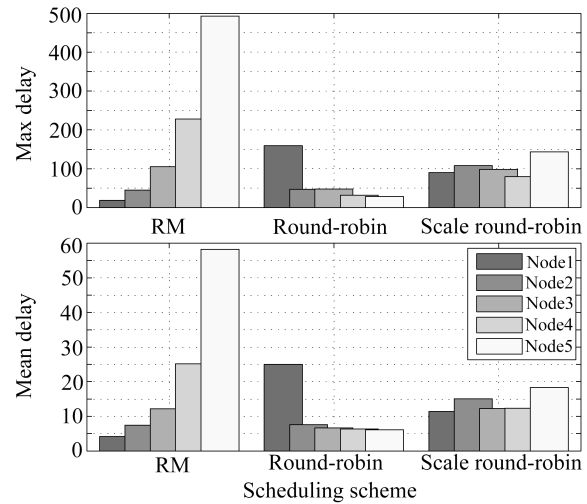 500
400
300
200
100
0
Max delay
RM Round-robin Scale round-robin
60
50
40
30
20
10
0
Mean delay
Node1
Node2
Node3
Node4
Node5
RM Round-robin Scale round-robin
Scheduling scheme